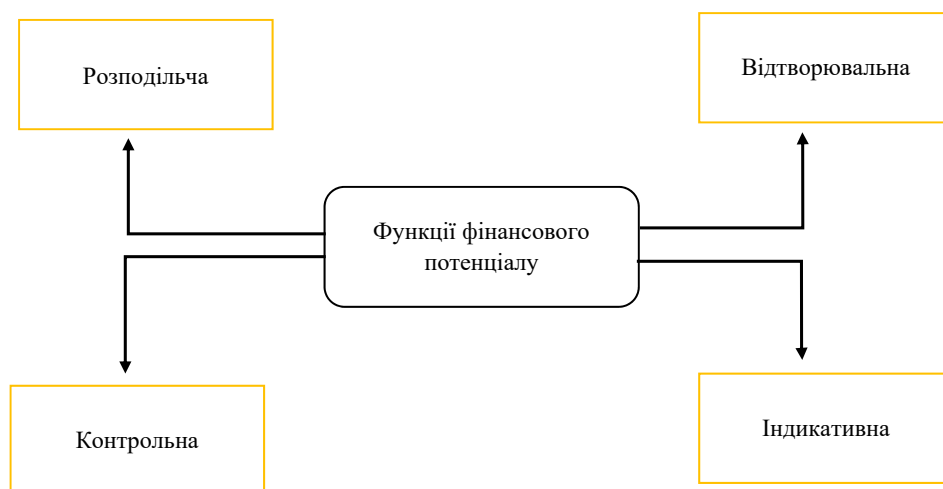 Розподільча
Відтворювальна
Функції фінансового
потенціалу
Контрольна
Індикативна